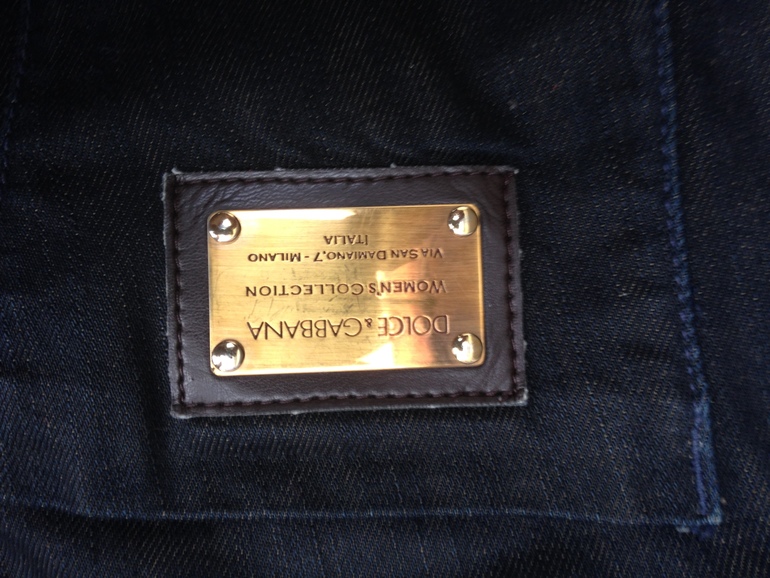 DOLCE & GABBANA
WOMEN'S COLLECTION
VIA SAN DAMIANO,7 - MILANO
ITALIA